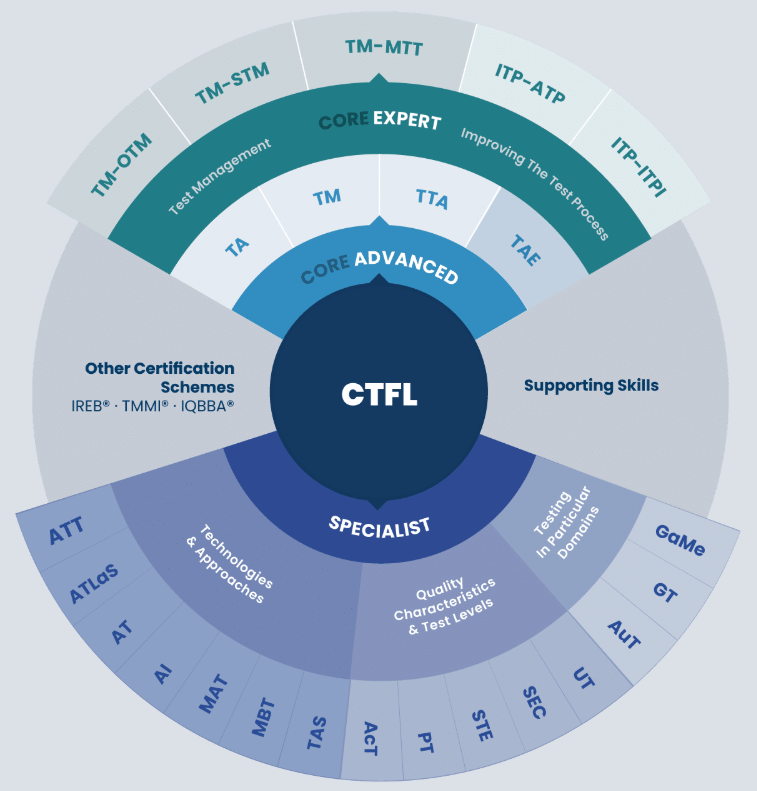 TM-MTT
TM-STM
ITP-ATP
TM-OTM
ITP-ITPI
CORE EXPERT
Test Management
Improving The Test Process
TM
TTA
TA
TAE
CORE ADVANCED
Other Certification
Schemes
IREB® · TMMI® · IQBBA®
CTFL
Supporting Skills
SPECIALIST
Technologies
& Approaches
Quality
Characteristics
& Test Levels
Testing
In Particular
Domains
ATT
ATLaS
AT
AI
MAT
MBT
TAS
AcT
PT
STE
SEC
UT
AuT
GT
GaMe